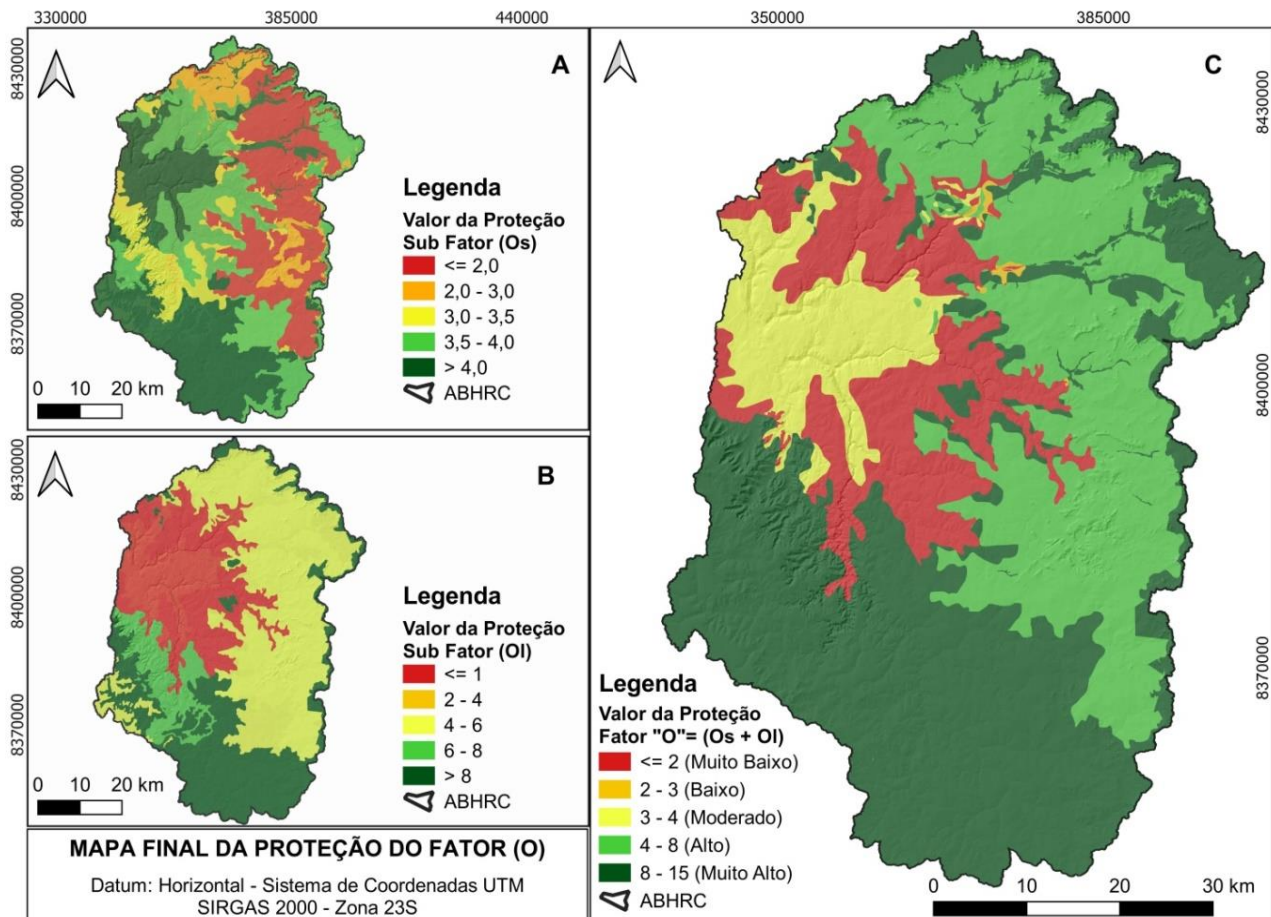 330000 385000 440000
350000 385000
A
8430000
8400000
8370000
Legenda
Valor da Proteção
Sub Fator (Os)
<= 2,0
2,0 - 3,0
3,0 - 3,5
3,5 - 4,0
> 4,0
ABHRC
0 10 20 km
B
8430000
8400000
8370000
Legenda
Valor da Proteção
Sub Fator (Ol)
<= 1
2 - 4
4 - 6
6 - 8
> 8
ABHRC
0 10 20 km
MAPA FINAL DA PROTEÇÃO DO FATOR (O)
Datum: Horizontal - Sistema de Coordenadas UTM
SIRGAS 2000 - Zona 23S
C
8430000
8400000
8370000
Legenda
Valor da Proteção
Fator "O"= (Os + Ol)
<= 2 (Muito Baixo)
2 - 3 (Baixo)
3 - 4 (Moderado)
4 - 8 (Alto)
8 - 15 (Muito Alto)
ABHRC
0 10 20 30 km